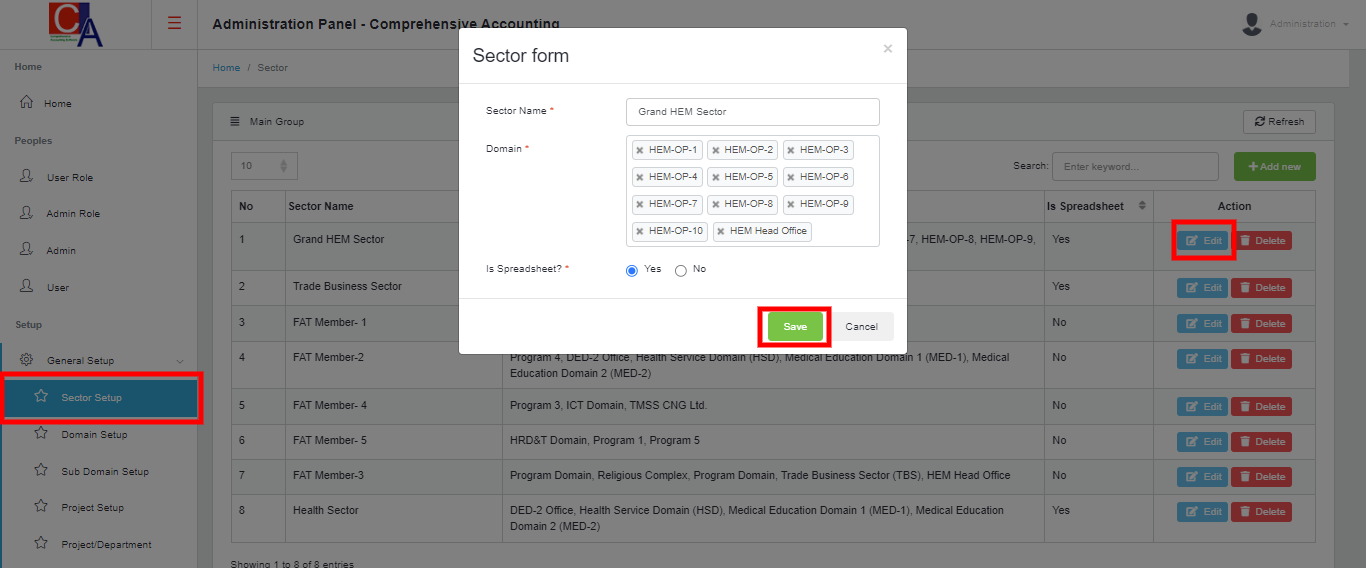 CA
Administration Panel - Comprehensive Accounting
Administration
Home
Home
Peoples
User Role
Admin Role
Admin
User
Setup
General Setup
Sector Setup
Domain Setup
Sub Domain Setup
Project Setup
Project/Department
Home / Sector
Main Group
Refresh
10
Search: Enter keyword...
Add new
No Sector Name Is Spreadsheet Action
1 Grand HEM Sector -7, HEM-OP-8, HEM-OP-9, Yes Edit Delete
2 Trade Business Sector Yes Edit Delete
3 FAT Member- 1 No Edit Delete
4 FAT Member-2 Program 4, DED-2 Office, Health Service Domain (HSD), Medical Education Domain 1 (MED-1), Medical No Edit Delete
Education Domain 2 (MED-2)
5 FAT Member- 4 Program 3, ICT Domain, TMSS CNG Ltd. No Edit Delete
6 FAT Member- 5 HRD&T Domain, Program 1, Program 5 No Edit Delete
7 FAT Member-3 Program Domain, Religious Complex, Program Domain, Trade Business Sector (TBS), HEM Head Office No Edit Delete
8 Health Sector DED-2 Office, Health Service Domain (HSD), Medical Education Domain 1 (MED-1), Medical Education Yes Edit Delete
Domain 2 (MED-2)
Showing 1 to 8 of 8 entries
Sector form ×
Sector Name * Grand HEM Sector
Domain * × HEM-OP-1 × HEM-OP-2 × HEM-OP-3
× HEM-OP-4 × HEM-OP-5 × HEM-OP-6
× HEM-OP-7 × HEM-OP-8 × HEM-OP-9
× HEM-OP-10 × HEM Head Office
Is Spreadsheet? * Yes No
Save Cancel